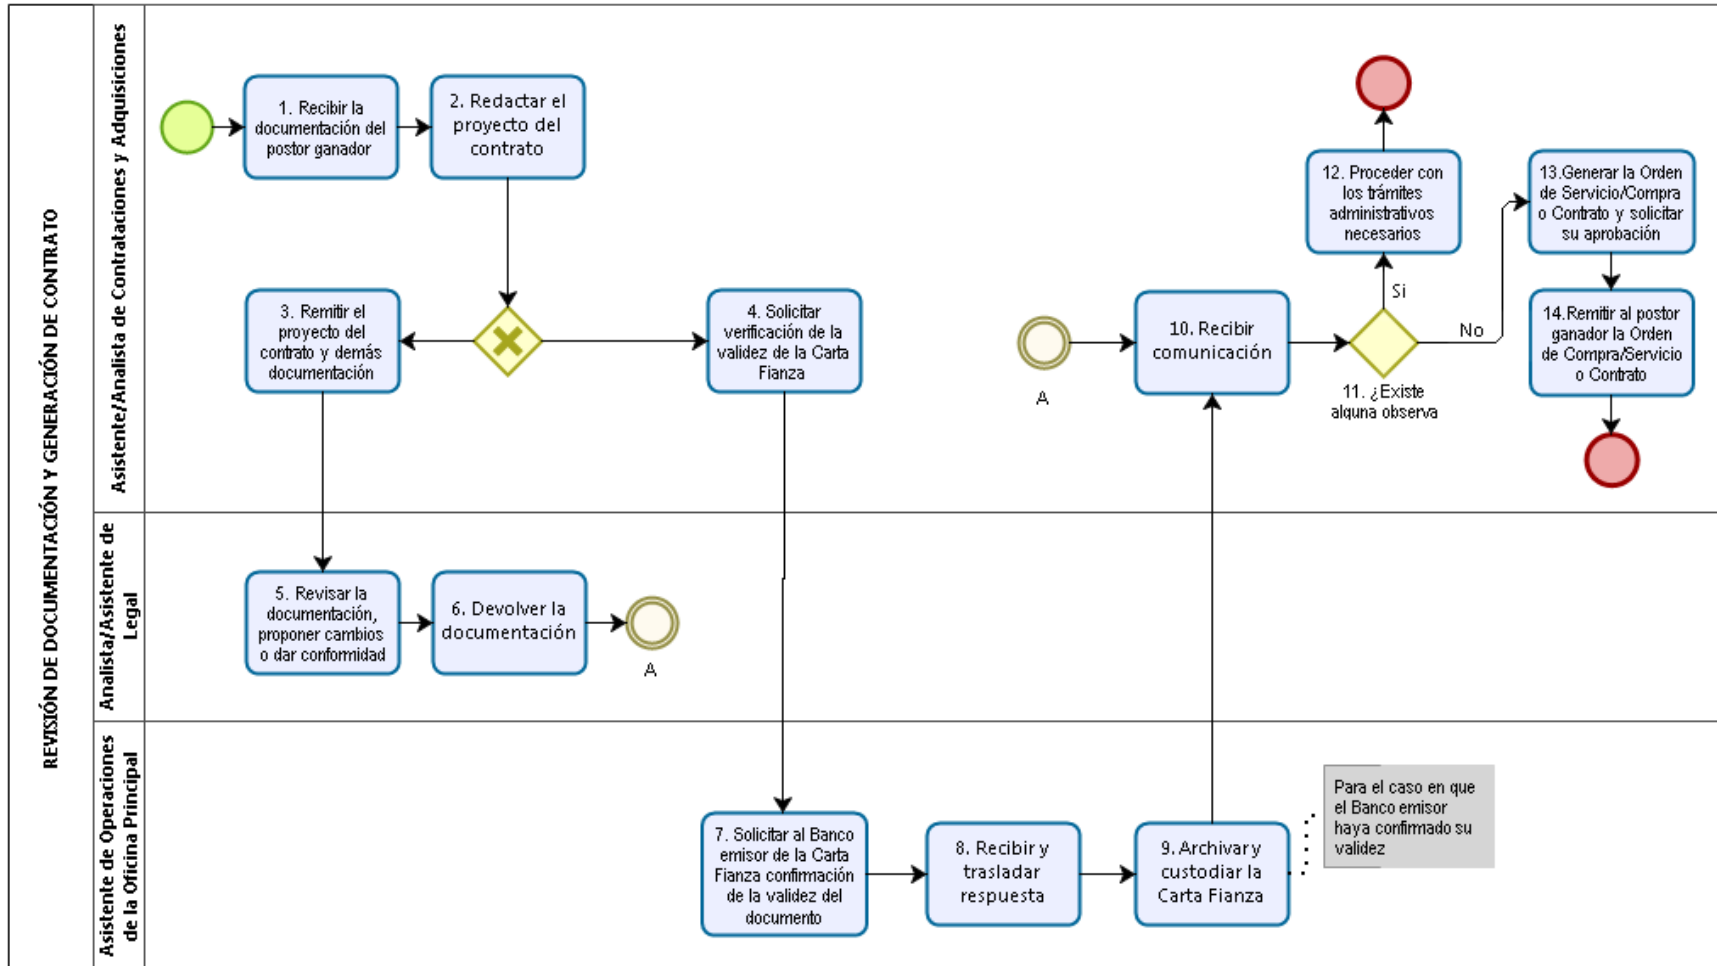 REVISIÓN DE DOCUMENTACIÓN Y GENERACIÓN DE CONTRATO
Asistente/Analista de Contrataciones y Adquisiciones
1. Recibir la
documentación del
postor ganador
2. Redactar el
proyecto del
contrato
3. Remitir el
proyecto del
contrato y demás
documentación
4. Solicitar
verificación de la
validez de la Carta
Fianza
A
10. Recibir
comunicación
11. ¿Existe
alguna observa
Si
No
12. Proceder con
los trámites
administrativos
necesarios
13.Generar la Orden
de Servicio/Compra
o Contrato y solicitar
su aprobación
14.Remitir al postor
ganador la Orden
de Compra/Servicio
o Contrato
Analista/Asistente de
Legal
5. Revisar la
documentación,
proponer cambios
o dar conformidad
6. Devolver la
documentación
A
Asistente de Operaciones
de la Oficina Principal
7. Solicitar al Banco
emisor de la Carta
Fianza confirmación
de la validez del
documento
8. Recibir y
trasladar
respuesta
9. Archivar y
custodiar la
Carta Fianza
Para el caso en que
el Banco emisor
haya confirmado su
validez